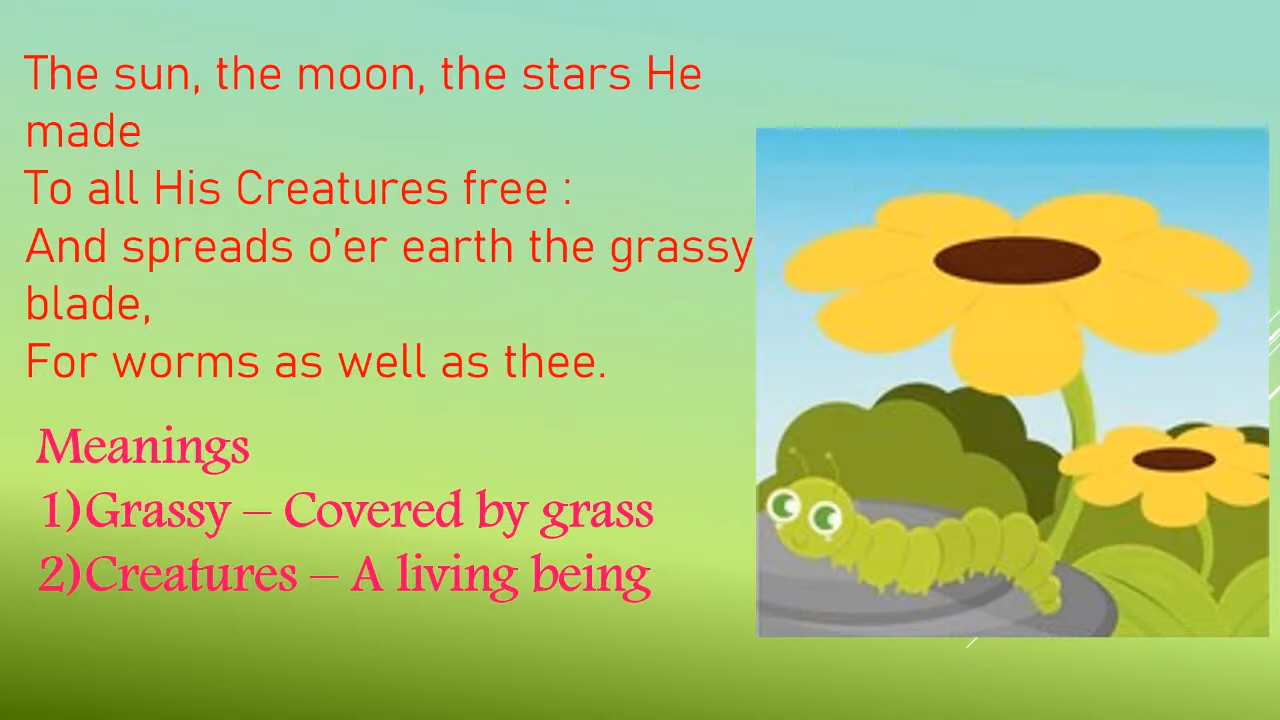 The sun, the moon, the stars He
made
To all His Creatures free :
And spreads o’er earth the grassy
blade,
For worms as well as thee.
Meanings
1)Grassy – Covered by grass
2)Creatures – A living being